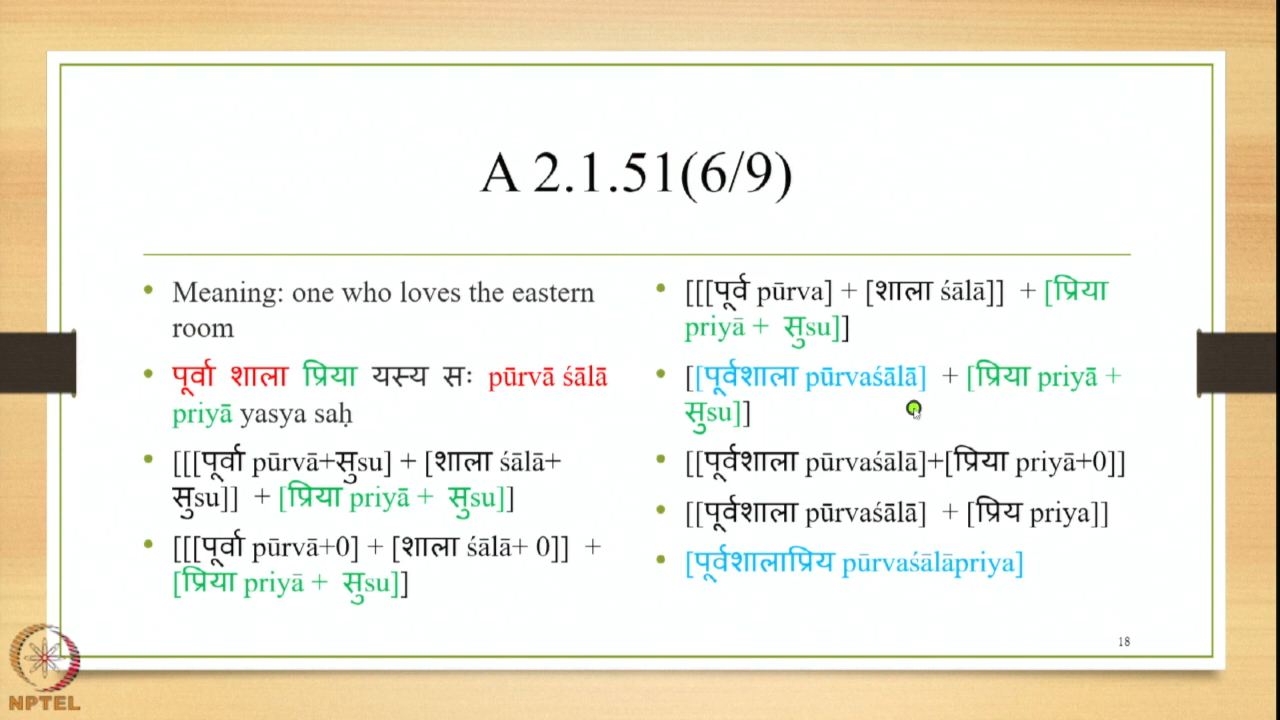 A 2.1.51(6/9)
• Meaning: one who loves the eastern
room
• पूर्वा शाला प्रिया यस्य सः pūrvā śālā
priyā yasya saḥ
• [[[पूर्वा pūrvā+सुsu] + [शाला śālā+
सुsu]] + [प्रिया priyā + सुsu]]
• [[[पूर्वा pūrvā+0] + [शाला śālā+ 0]] +
[प्रिया priyā + सुsu]]
• [[[पूर्व pūrva] + [शाला śālā]] + [प्रिया
priyā + सुsu]]
• [[पूर्वशाला pūrvaśālā] + [प्रिया priyā +
सुsu]]
• [[पूर्वशाला pūrvaśālā]+[प्रिया priyā+0]]
• [[पूर्वशाला pūrvaśālā] + [प्रिय priya]]
• [पूर्वशालाप्रिय pūrvaśālāpriya]
18
NPTEL